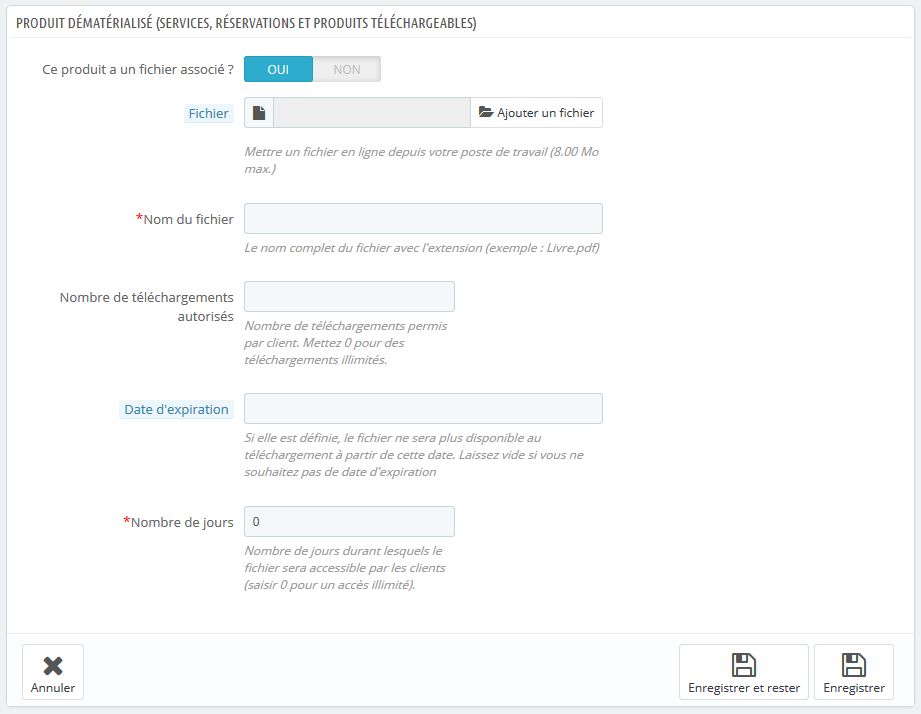 PRODUIT DÉMATÉRIALISÉ (SERVICES, RÉSERVATIONS ET PRODUITS TÉLÉCHARGEABLES)
Ce produit a un fichier associé ? OUI NON
Fichier Ajouter un fichier
Mettre un fichier en ligne depuis votre poste de travail (8.00 Mo
max.)
*Nom du fichier
Le nom complet du fichier avec l'extension (exemple : Livre.pdf)
Nombre de téléchargements
autorisés
Nombre de téléchargements permis
par client. Mettez 0 pour des
téléchargements illimités.
Date d'expiration
Si elle est définie, le fichier ne sera plus disponible au
téléchargement à partir de cette date. Laissez vide si vous ne
souhaitez pas de date d'expiration
*Nombre de jours 0
Nombre de jours durant lesquels le
fichier sera accessible par les clients
(saisir 0 pour un accès illimité).
Annuler Enregistrer et rester Enregistrer